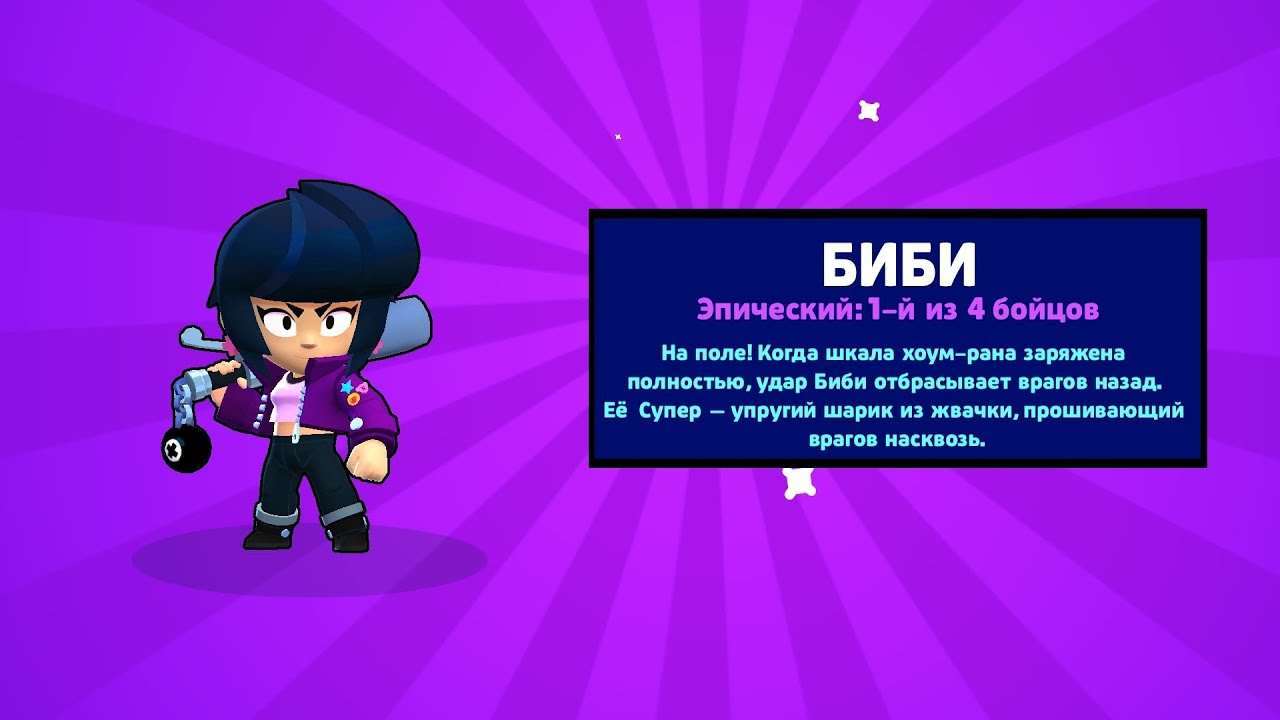 БИБИ
Эпический: 1-й из 4 бойцов
На поле! Когда шкала хоум-рана заряжена
полностью, удар Биби отбрасывает врагов назад.
Её Супер – упругий шарик из жвачки, прошивающий
врагов насквозь.